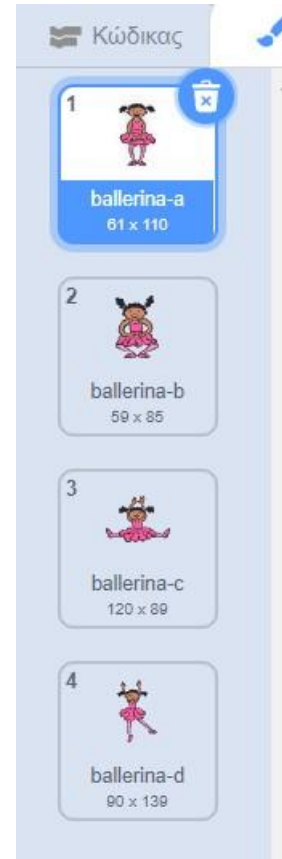 Κώδικας
1
ballerina-a
61 x 110
2
ballerina-b
59 x 85
3
ballerina-c
120 x 89
4
ballerina-d
90 x 139